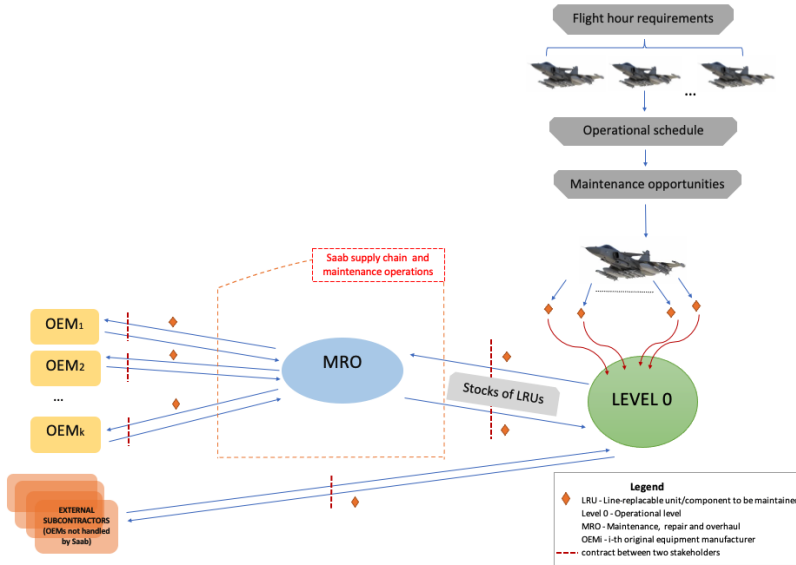 Flight hour requirements
...
Operational schedule
Maintenance opportunities
Saab supply chain and
maintenance operations
OEM1
OEM2
...
OEMk
MRO
Stocks of LRUs
LEVEL 0
EXTERNAL
SUBCONTRACTORS
(OEMs not handled
by Saab)
Legend
LRU - Line-replacable unit/component to be maintained
Level 0 - Operational level
MRO - Maintenance, repair and overhaul
OEMi - i-th original equipment manufacturer
contract between two stakeholders